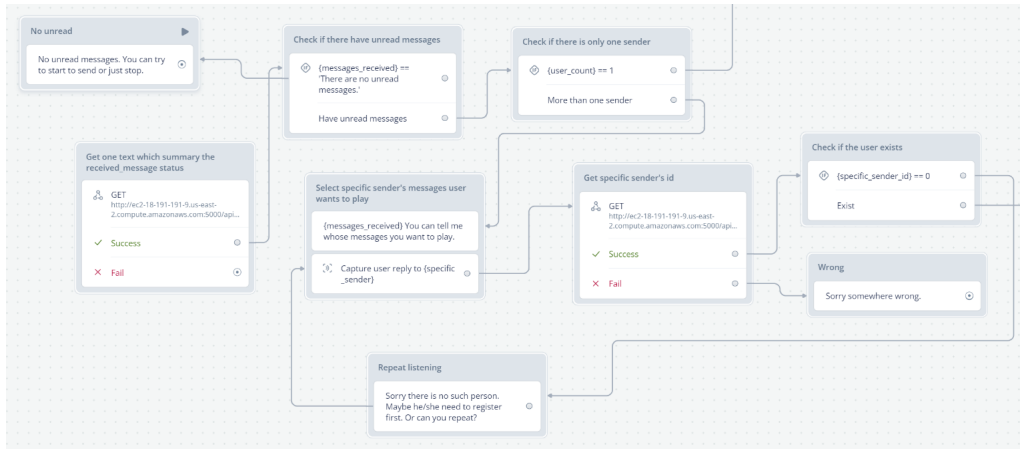 No unread
No unread messages. You can try
to start to send or just stop.
Check if there have unread messages
{messages_received} ==
'There are no unread
messages.'
Have unread messages
Check if there is only one sender
{user_count} == 1
More than one sender
Get one text which summary the
received_message status
GET
http://ec2-18-191-191-9.us-east-
2.compute.amazonaws.com:5000/api...
Success
Fail
Select specific sender's messages user
wants to play
{messages_received} You can tell me
whose messages you want to play.
Capture user reply to {specific
_sender}
Get specific sender's id
GET
http://ec2-18-191-191-9.us-east-
2.compute.amazonaws.com:5000/api...
Success
Fail
Check if the user exists
{specific_sender_id} == 0
Exist
Wrong
Sorry somewhere wrong.
Repeat listening
Sorry there is no such person.
Maybe he/she need to register
first. Or can you repeat?